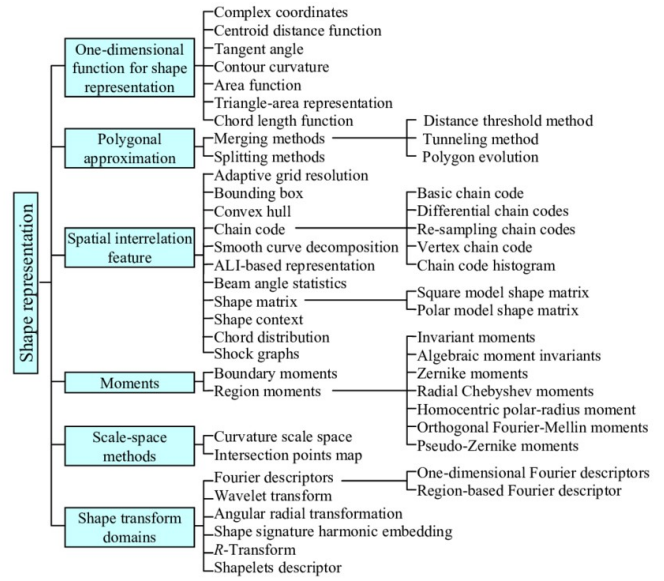 Shape representation
One-dimensional
function for shape
representation
Complex coordinates
Centroid distance function
Tangent angle
Contour curvature
Area function
Triangle-area representation
Chord length function
Polygonal
approximation
Merging methods
Splitting methods
Distance threshold method
Tunneling method
Polygon evolution
Spatial interrelation
feature
Adaptive grid resolution
Bounding box
Convex hull
Chain code
Smooth curve decomposition
ALI-based representation
Beam angle statistics
Shape matrix
Shape context
Chord distribution
Shock graphs
Basic chain code
Differential chain codes
Re-sampling chain codes
Vertex chain code
Chain code histogram
Square model shape matrix
Polar model shape matrix
Moments
Boundary moments
Region moments
Invariant moments
Algebraic moment invariants
Zernike moments
Radial Chebyshev moments
Homocentric polar-radius moment
Orthogonal Fourier-Mellin moments
Pseudo-Zernike moments
Scale-space
methods
Curvature scale space
Intersection points map
Shape transform
domains
Fourier descriptors
Wavelet transform
Angular radial transformation
Shape signature harmonic embedding
R-Transform
Shapelets descriptor
One-dimensional Fourier descriptors
Region-based Fourier descriptor